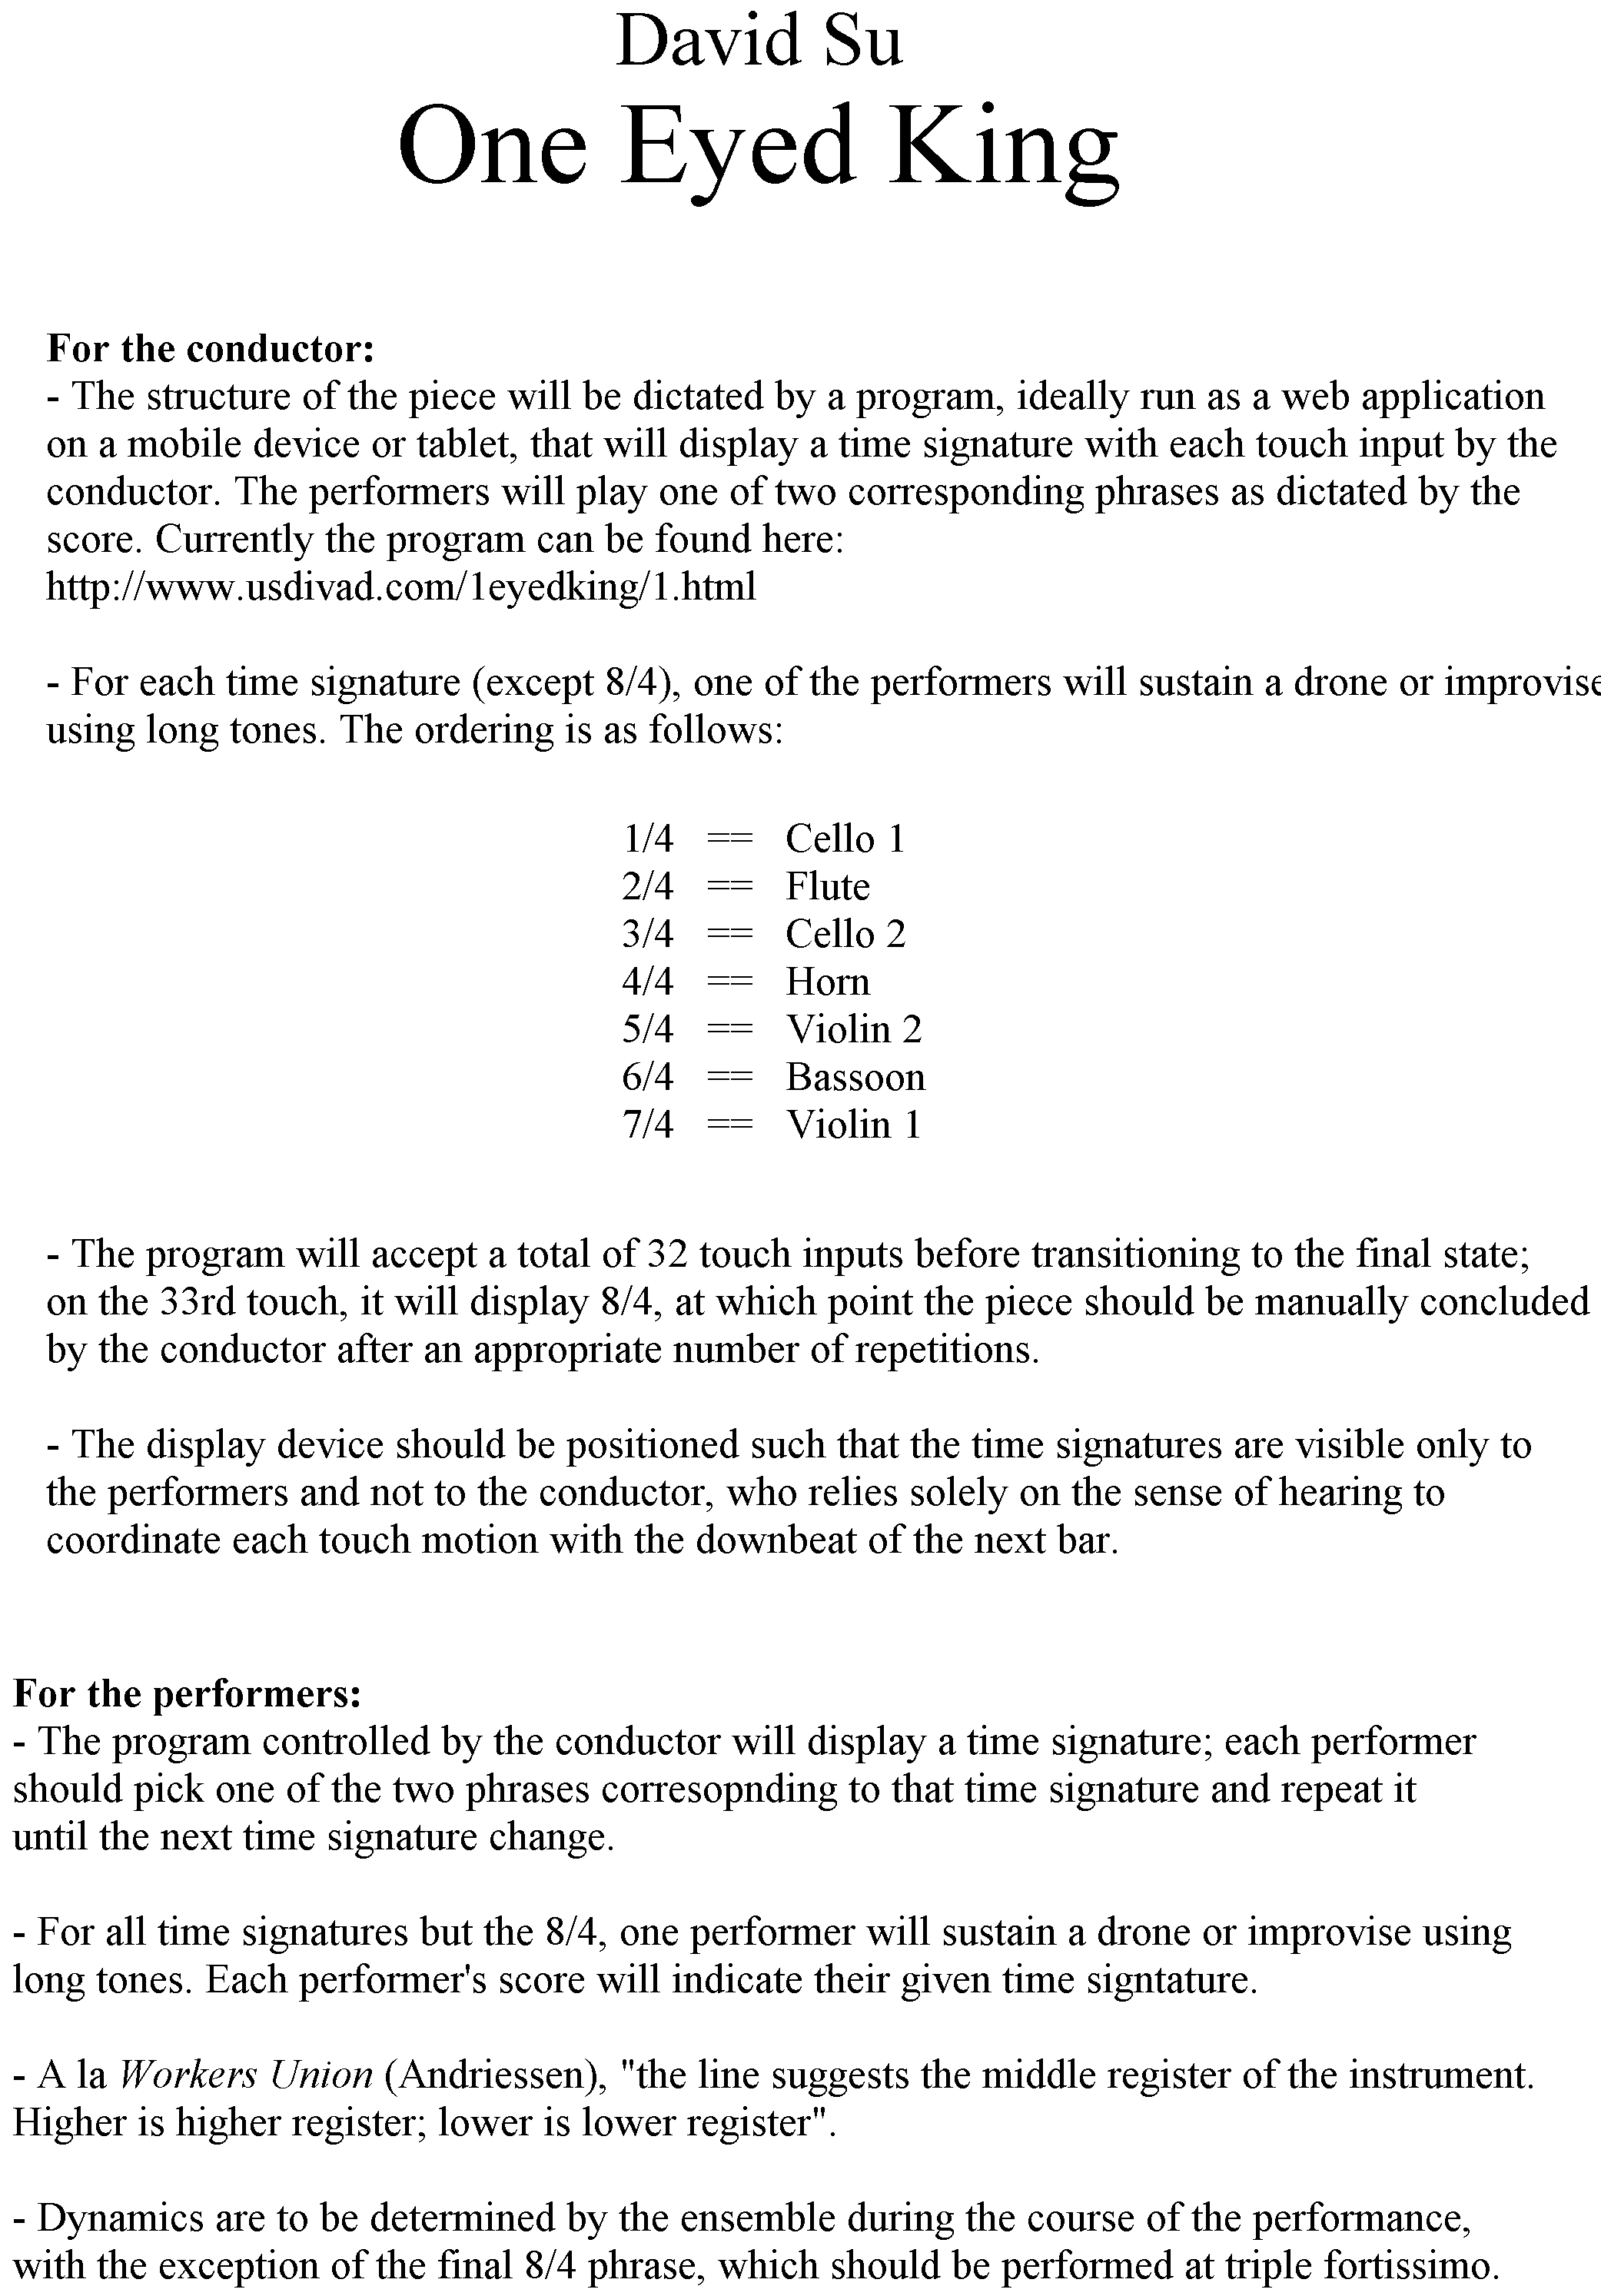 David Su
One Eyed King
For the conductor:
- The structure of the piece will be dictated by a program, ideally run as a web application
on a mobile device or tablet, that will display a time signature with each touch input by the
conductor. The performers will play one of two corresponding phrases as dictated by the
score. Currently the program can be found here:
http://www.usdivad.com/1eyedking/1.html
- For each time signature (except 8/4), one of the performers will sustain a drone or improvise
using long tones. The ordering is as follows:
1/4 == Cello 1
2/4 == Flute
3/4 == Cello 2
4/4 == Horn
5/4 == Violin 2
6/4 == Bassoon
7/4 == Violin 1
- The program will accept a total of 32 touch inputs before transitioning to the final state;
on the 33rd touch, it will display 8/4, at which point the piece should be manually concluded
by the conductor after an appropriate number of repetitions.
- The display device should be positioned such that the time signatures are visible only to
the performers and not to the conductor, who relies solely on the sense of hearing to
coordinate each touch motion with the downbeat of the next bar.
For the performers:
- The program controlled by the conductor will display a time signature; each performer
should pick one of the two phrases corresopnding to that time signature and repeat it
until the next time signature change.
- For all time signatures but the 8/4, one performer will sustain a drone or improvise using
long tones. Each performer's score will indicate their given time signtature.
- A la Workers Union (Andriessen), "the line suggests the middle register of the instrument.
Higher is higher register; lower is lower register".
- Dynamics are to be determined by the ensemble during the course of the performance,
with the exception of the final 8/4 phrase, which should be performed at triple fortissimo.